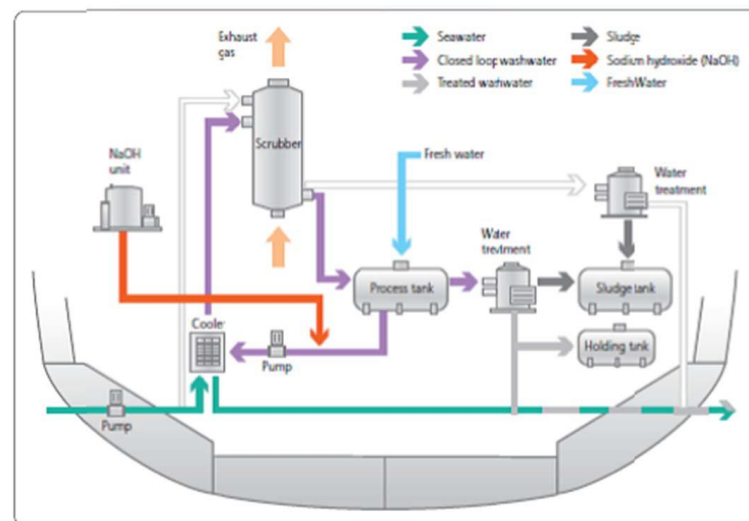 Exhaust
gas
Seawater
Closed loop washwater
Treated washwater
Sludge
Sodium hydroxide (NaOH)
FreshWater
NaOH
unit
Scrubber
Fresh water
Water
treatment
Water
treatment
Process tank
Sludge tank
Holding tank
Cooler
Pump
Pump